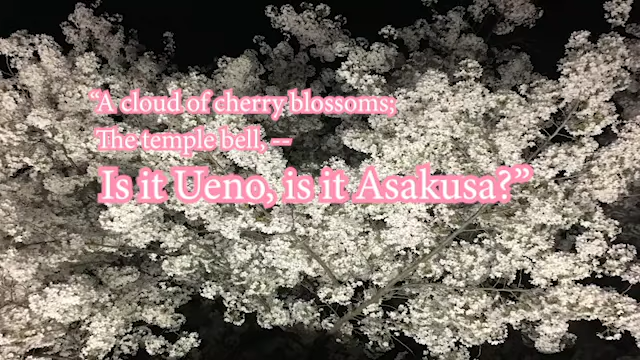 “A cloud of cherry blossoms;
The temple bell, --
Is it Ueno, is it Asakusa?”